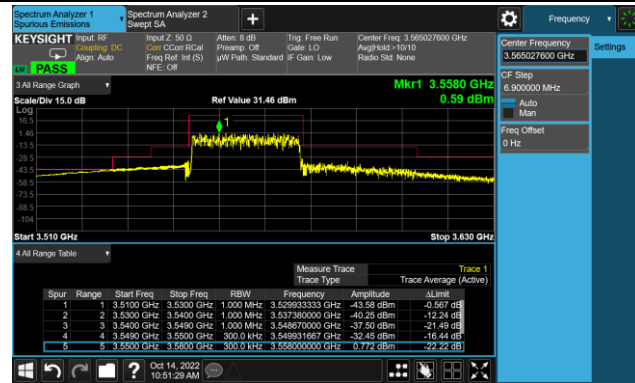 Spectrum Analyzer 1
Spurious Emissions
Spectrum Analyzer 2
Swept SA
Frequency
KEYSIGHT
Input: RF
Coupling: DC
Align: Auto
Input Z: 50 Ω
Corr CCorr RCal
Freq Ref: Int (S)
NFE: Off
Atten: 8 dB
Preamp: Off
µW Path: Standard
Trig: Free Run
Gate: LO
IF Gain: Low
Center Freq: 3.565027600 GHz
Avg|Hold:>10/10
Radio Std: None
PASS
3 All Range Graph
Mkr1 3.5580 GHz
Scale/Div 15.0 dB
Ref Value 31.46 dBm
0.59 dBm
Log
16.5
1.46
-13.5
-28.5
-43.5
-58.5
-73.5
-88.5
-104
1
Start 3.510 GHz
Stop 3.630 GHz
4 All Range Table
Measure Trace Trace 1
Trace Type Trace Average (Active)
Spur Range Start Freq Stop Freq RBW Frequency Amplitude ΔLimit
1 1 3.5100 GHz 3.5300 GHz 1.000 MHz 3.529933333 GHz -43.58 dBm -0.567 dB
2 2 3.5300 GHz 3.5400 GHz 1.000 MHz 3.537380000 GHz -40.25 dBm -12.24 dB
3 3 3.5400 GHz 3.5490 GHz 1.000 MHz 3.548670000 GHz -37.50 dBm -21.49 dB
4 4 3.5490 GHz 3.5500 GHz 300.0 kHz 3.549931667 GHz -32.45 dBm -16.44 dB
5 5 3.5500 GHz 3.5800 GHz 300.0 kHz 3.558000000 GHz 0.772 dBm -22.22 dB
Oct 14, 2022
10:51:29 AM
Center Frequency
3.565027600 GHz
Settings
CF Step
6.900000 MHz
Auto
Man
Freq Offset
0 Hz